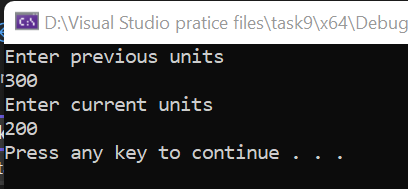 D:\Visual Studio pratice files\task9\x64\Debug
Enter previous units
300
Enter current units
200
Press any key to continue . . .